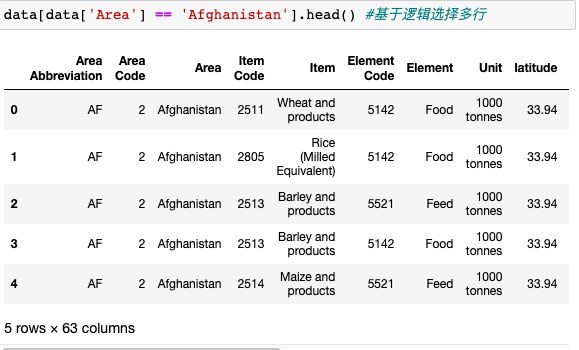 data[data['Area'] == 'Afghanistan'].head() #基于逻辑选择多行
Area Abbreviation Area Code Area Item Code Item Element Code Element Unit latitude
0 AF 2 Afghanistan 2511 Wheat and products 5142 Food 1000 tonnes 33.94
1 AF 2 Afghanistan 2805 Rice (Milled Equivalent) 5142 Food 1000 tonnes 33.94
2 AF 2 Afghanistan 2513 Barley and products 5521 Feed 1000 tonnes 33.94
3 AF 2 Afghanistan 2513 Barley and products 5142 Food 1000 tonnes 33.94
4 AF 2 Afghanistan 2514 Maize and products 5521 Feed 1000 tonnes 33.94
5 rows × 63 columns